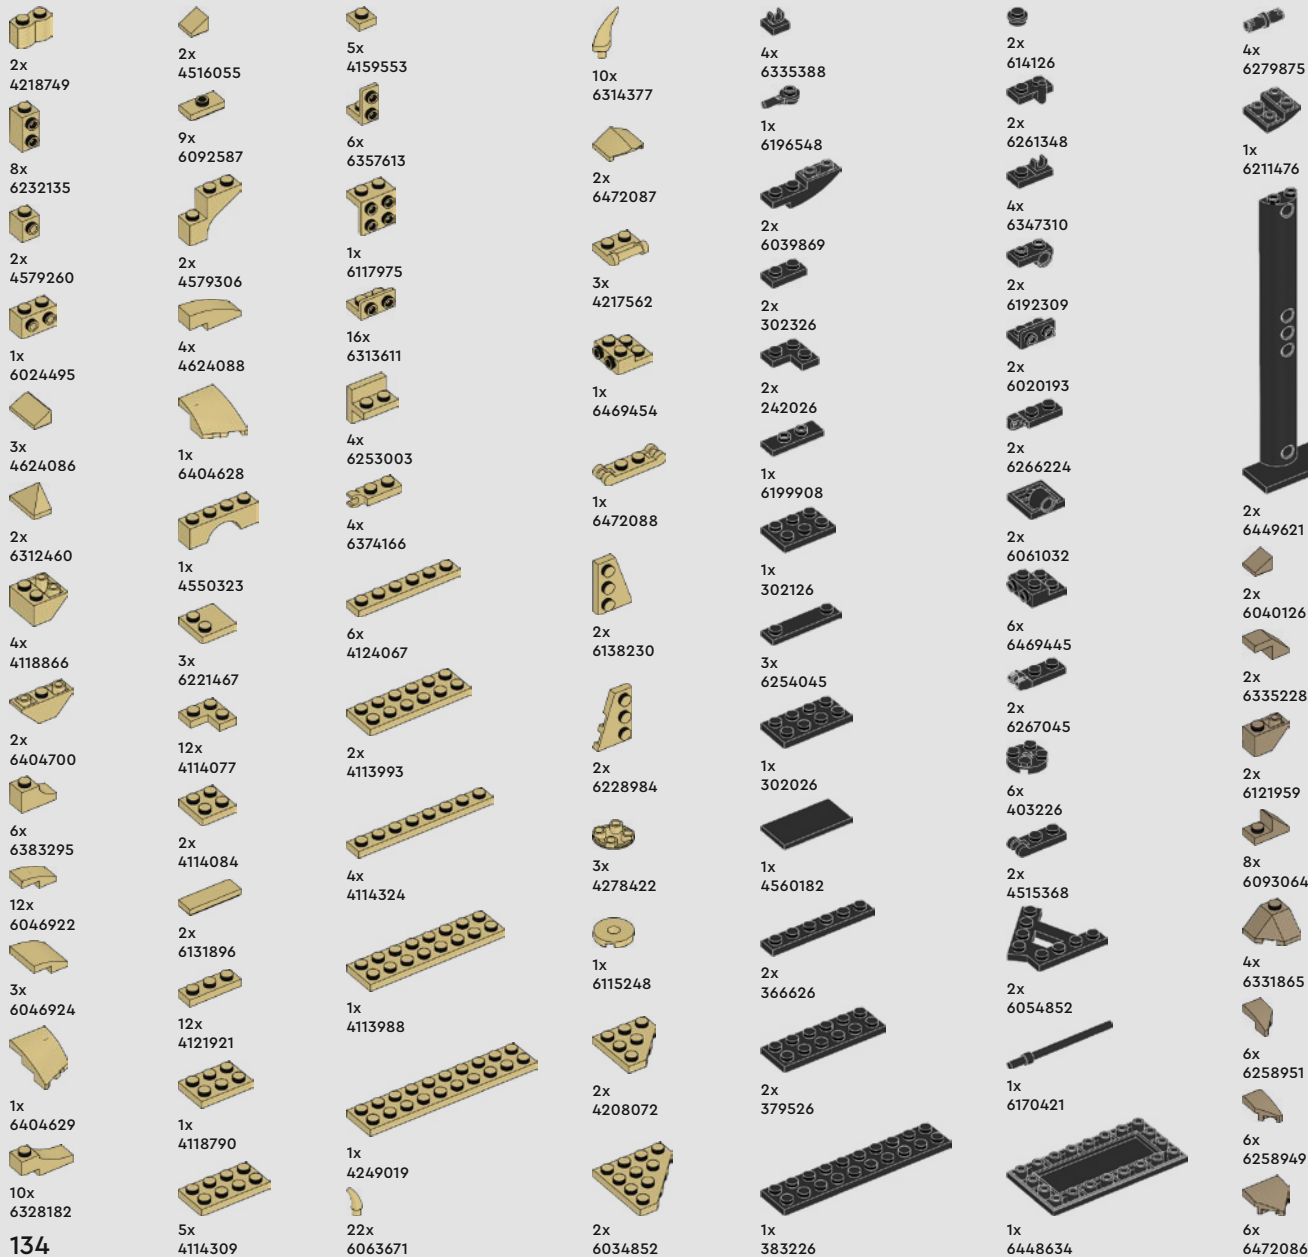 2x
4218749
8x
6232135
2x
4579260
1x
6024495
3x
4624086
2x
6312460
4x
4118866
2x
6404700
6x
6383295
12x
6046922
3x
6046924
1x
6404629
10x
6328182
134
2x
4516055
9x
6092587
2x
4579306
4x
4624088
1x
6404628
1x
4550323
3x
6221467
12x
4114077
2x
4114084
2x
6131896
12x
4121921
1x
4118790
5x
4114309
5x
4159553
6x
6357613
1x
6117975
16x
6313611
4x
6253003
4x
6374166
6x
4124067
2x
4113993
4x
4114324
1x
4113988
1x
4249019
22x
6063671
10x
6314377
2x
6472087
3x
4217562
1x
6469454
1x
6472088
2x
6138230
2x
6228984
3x
4278422
1x
6115248
2x
4208072
2x
6034852
4x
6335388
1x
6196548
2x
6039869
2x
302326
2x
242026
1x
6199908
1x
302126
3x
6254045
1x
302026
1x
4560182
2x
366626
2x
379526
1x
383226
2x
614126
2x
6261348
4x
6347310
2x
6192309
2x
6020193
2x
6266224
2x
6061032
6x
6469445
2x
6267045
6x
403226
2x
4515368
2x
6054852
1x
6170421
1x
6448634
4x
6279875
1x
6211476
2x
6449621
2x
6040126
2x
6335228
2x
6121959
8x
6093064
4x
6331865
6x
6258951
6x
6258949
6x
6472086